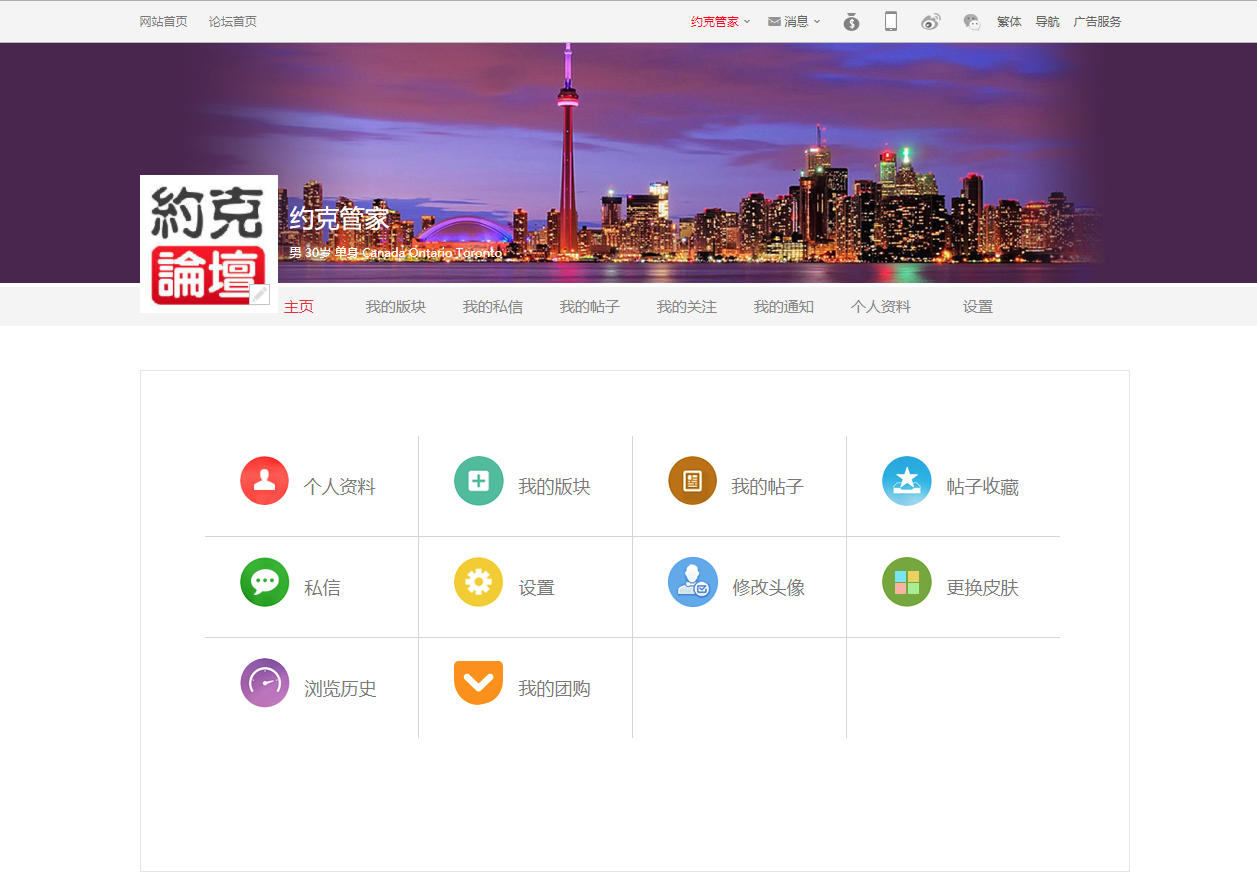 网站首页 论坛首页 约克管家 消息 繁体 导航 广告服务
約克
論壇
约克管家
男 30岁 单身 Canada Ontario Toronto
主页 我的版块 我的私信 我的帖子 我的关注 我的通知 个人资料 设置
个人资料 我的版块 我的帖子 帖子收藏
私信 设置 修改头像 更换皮肤
浏览历史 我的团购